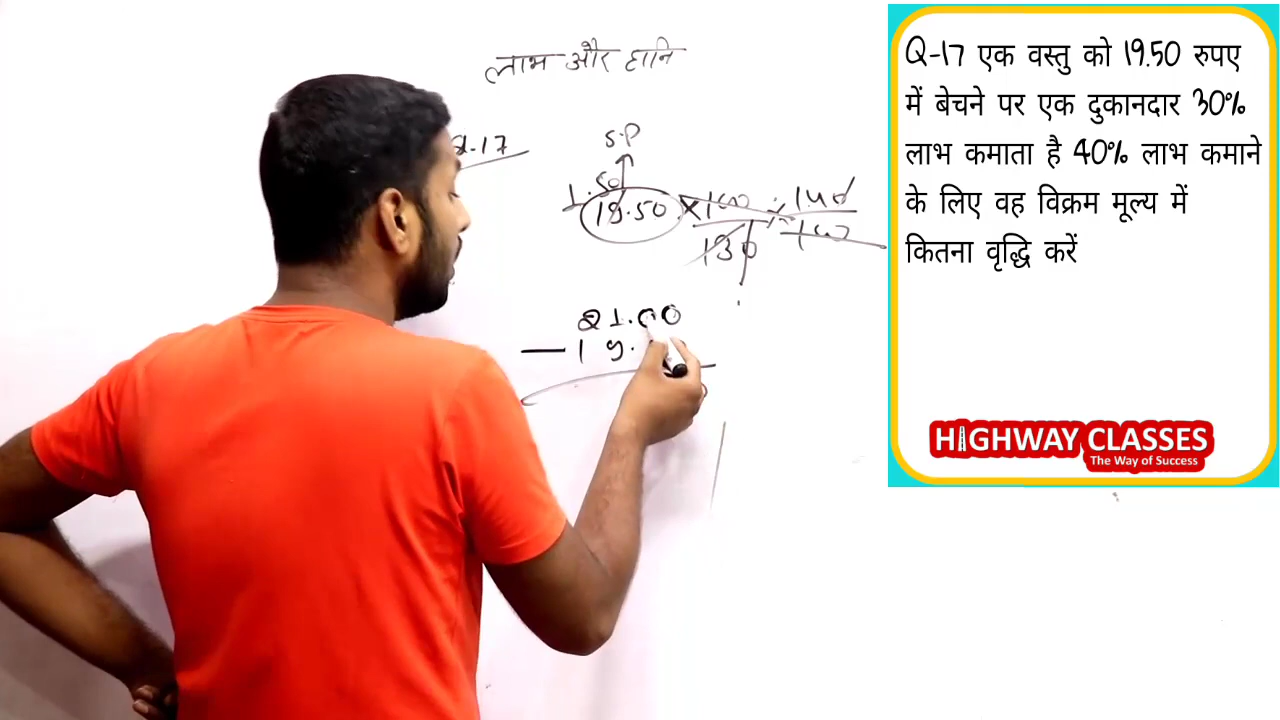 लाभ और हानि
Q.17
S.P
1.50
19.50 × 100
130
140
100
21.00
- 19.
Q-17 एक वस्तु को 19.50 रुपए
में बेचने पर एक दुकानदार 30%
लाभ कमाता है 40% लाभ कमाने
के लिए वह विक्रम मूल्य में
कितना वृद्धि करें
HIGHWAY CLASSES
The Way of Success